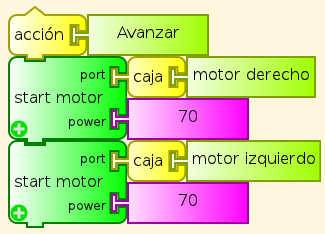 acción Avanzar
port caja motor derecho
start motor
power 70
port caja motor izquierdo
start motor
power 70